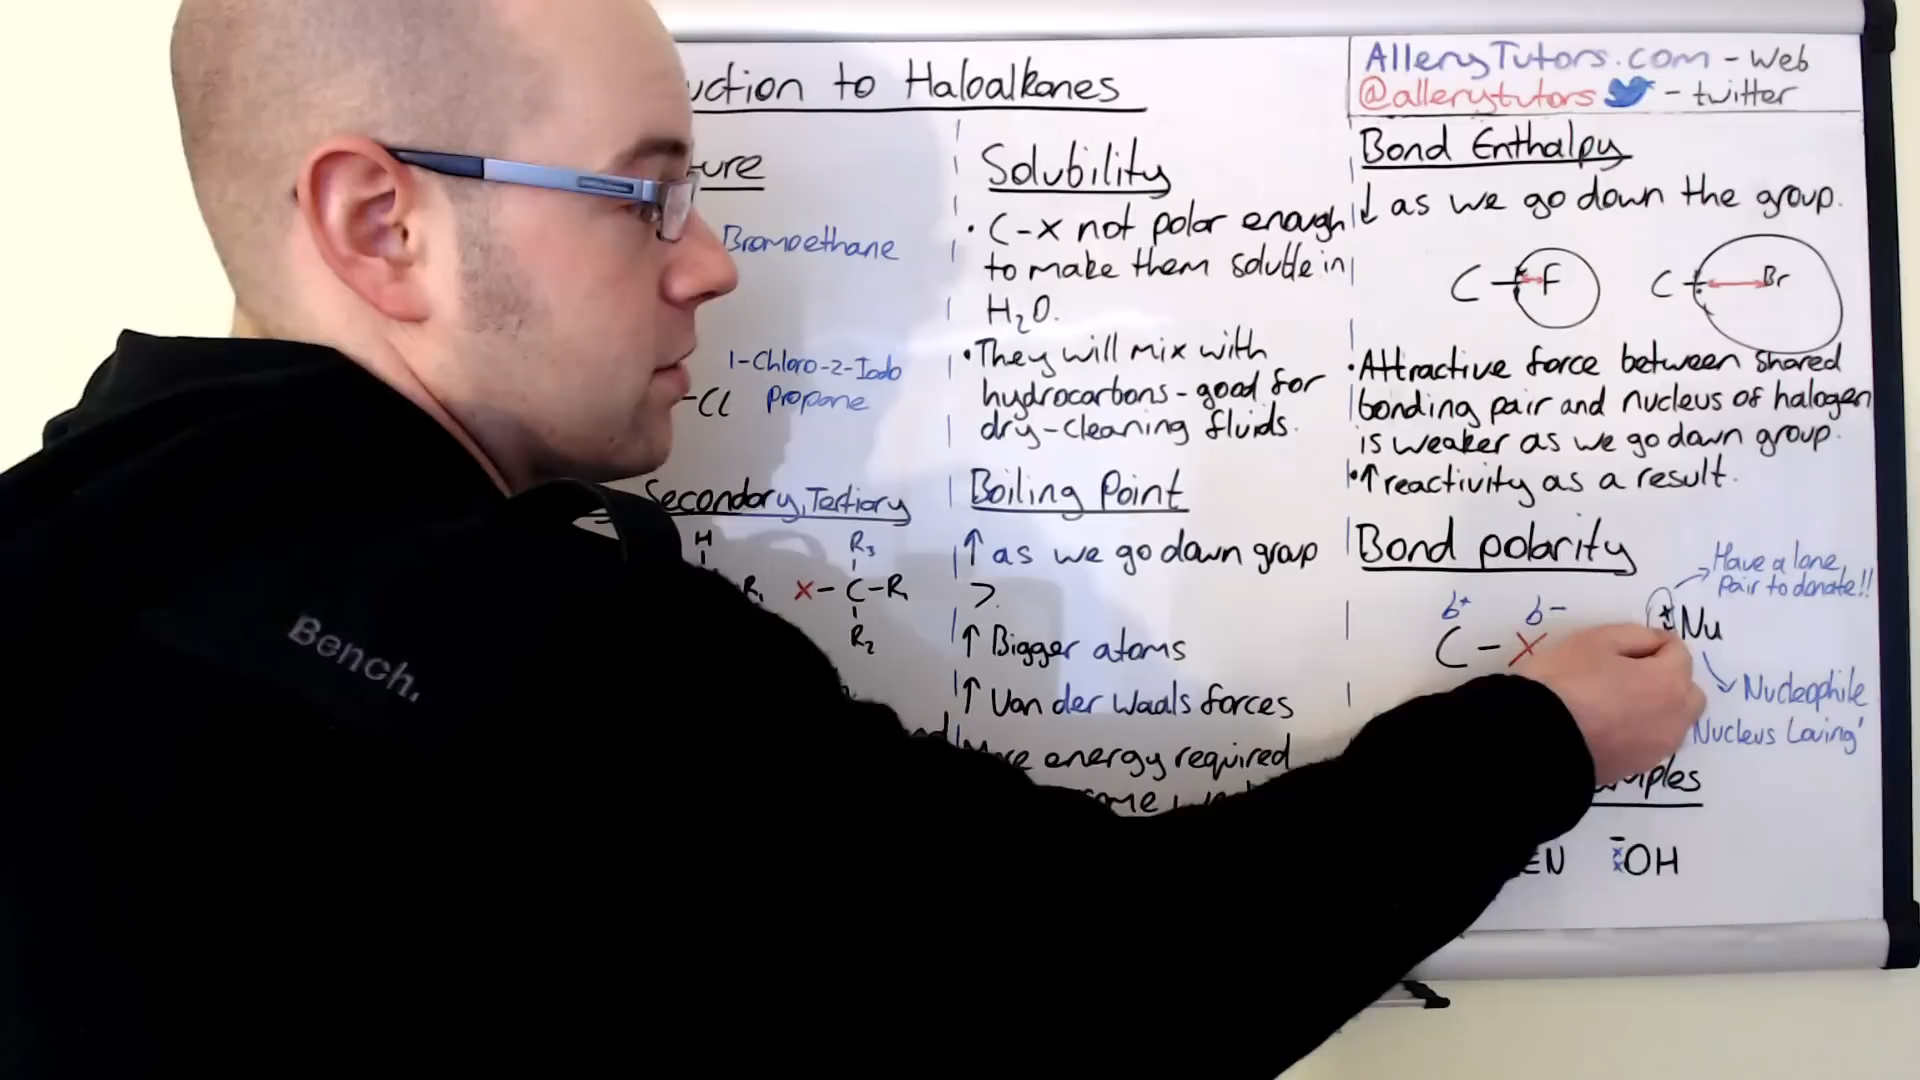 uction to Haloalkanes
AlleryTutors.com - Web
@allerytutors - twitter
ure
Bromoethane
1-Chloro-2-Iodo
-Cl Propane
Secondary, Tertiary
H
R₁
R₃
X-C-R₁
R₂
Solubility
• C-X not polar enough
to make them soluble in
H₂O.
• They will mix with
hydrocarbons - good for
dry-cleaning fluids.
Boiling Point
↑ as we go down group
>
↑ Bigger atoms
↑ Van der Waals forces
energy required
Bond Enthalpy
↓ as we go down the group.
C-F C-Br
• Attractive force between shared
bonding pair and nucleus of halogen
is weaker as we go down group.
• ↑ reactivity as a result.
Bond polarity
Have a lone
pair to donate!!
δ+ δ-
C-X
Nu
Nucleophile
Nucleus Loving'
mples
≡N OH